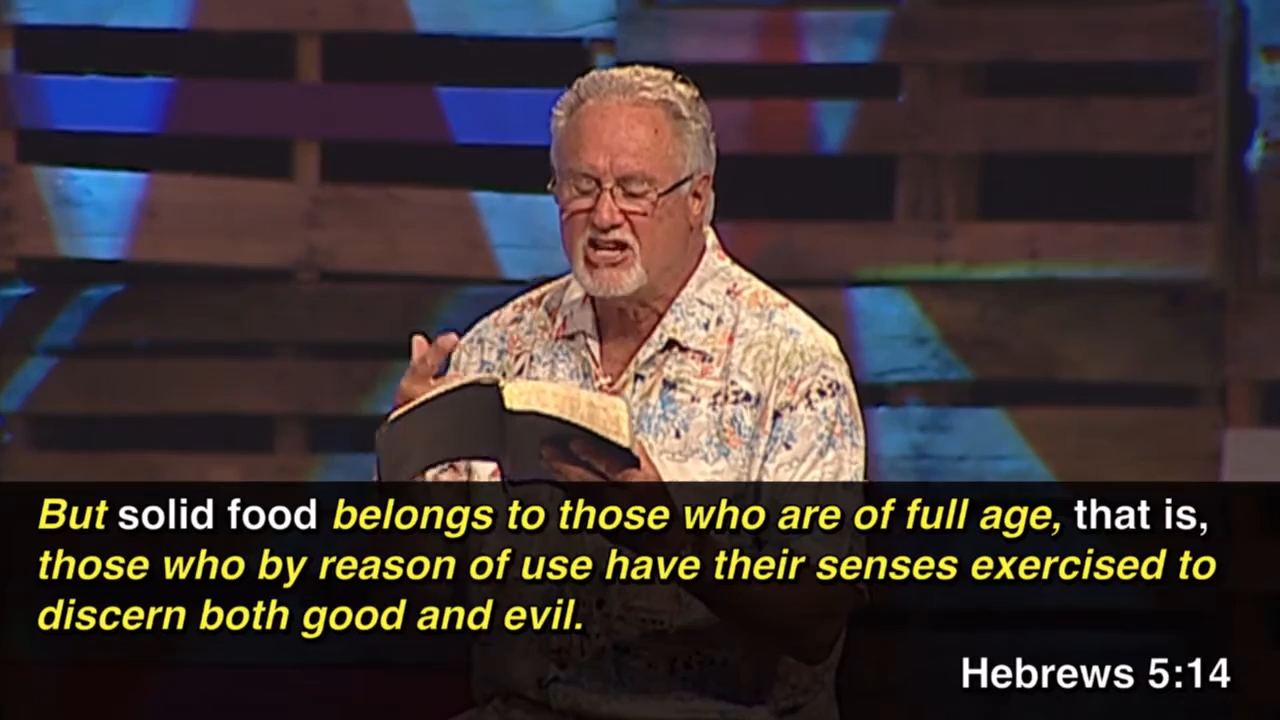 But solid food belongs to those who are of full age, that is,
those who by reason of use have their senses exercised to
discern both good and evil.
Hebrews 5:14